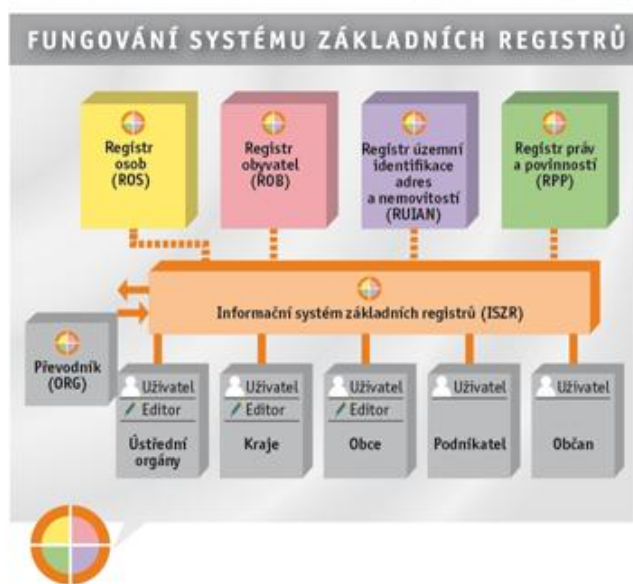 FUNGOVÁNÍ SYSTÉMU ZÁKLADNÍCH REGISTRŮ
Registr
osob
(ROS)
Registr
obyvatel
(ROB)
Registr územní
identifikace
adres
a nemovitostí
(RUIAN)
Registr práv
a povinností
(RPP)
Informační systém základních registrů (ISZR)
Převodník
(ORG)
Uživatel
Editor
Ústřední
orgány
Uživatel
Editor
Kraje
Uživatel
Editor
Obce
Uživatel
Podnikatel
Uživatel
Občan